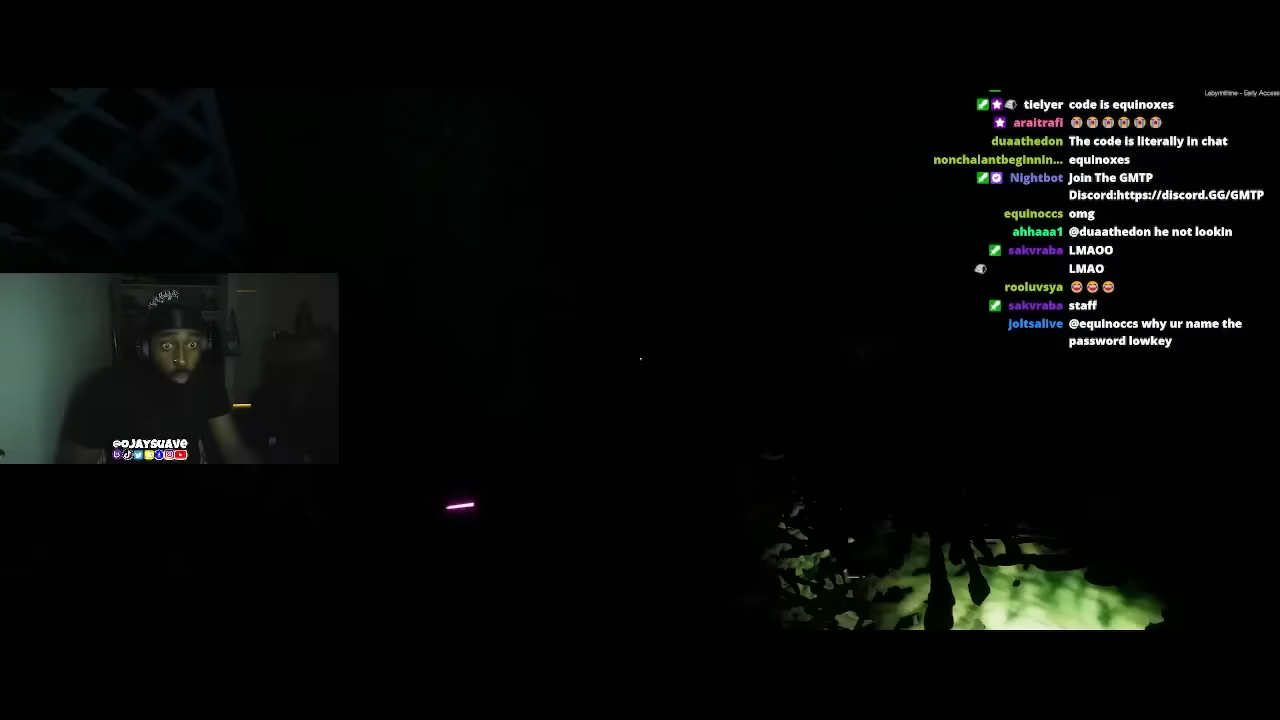 Labyrinthine - Early Access
tielyer code is equinoxes
araitrafi
duaathedon The code is literally in chat
nonchalantbeginnin... equinoxes
Nightbot Join The GMTP
Discord:https://discord.GG/GMTP
equinoccs omg
ahhaaa1 @duaathedon he not lookin
sakvraba LMAOO
LMAO
rooluvsya
sakvraba staff
joltsalive @equinoccs why ur name the
password lowkey
@DJAYSUAVE